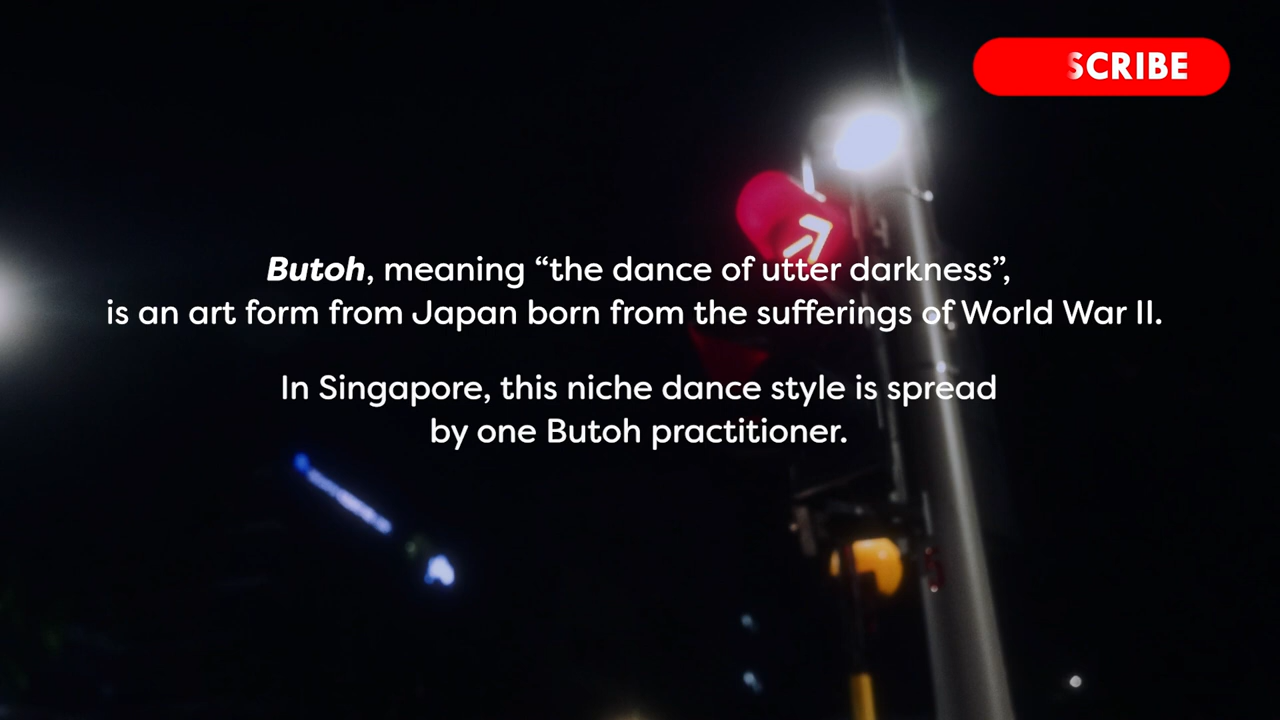 SCRIBE
Butoh, meaning “the dance of utter darkness”,
is an art form from Japan born from the sufferings of World War II.
In Singapore, this niche dance style is spread
by one Butoh practitioner.